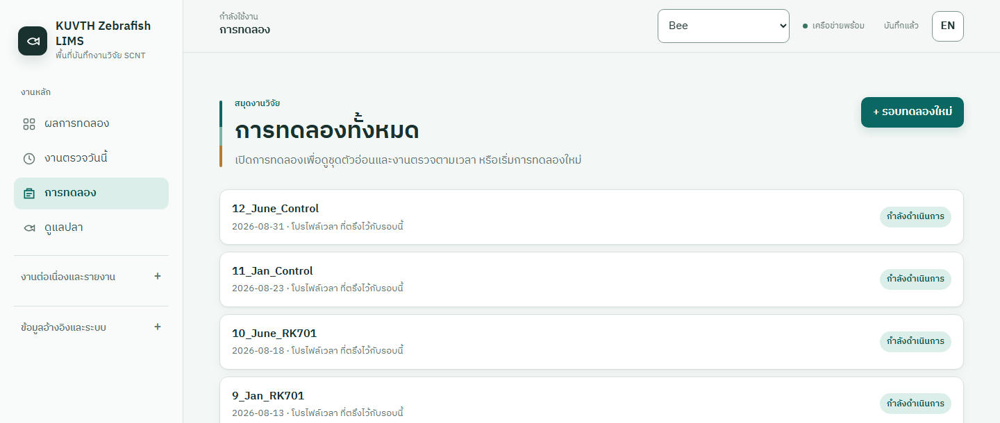 KUVTH Zebrafish
LIMS
พื้นที่บันทึกงานวิจัย SCNT
งานหลัก
ผลการทดลอง
งานตรวจวันนี้
การทดลอง
ดูแลปลา
งานต่อเนื่องและรายงาน +
ข้อมูลอ้างอิงและระบบ +
กำลังใช้งาน
การทดลอง
Bee
เครือข่ายพร้อม
บันทึกแล้ว
EN
สมุดงานวิจัย
การทดลองทั้งหมด
เปิดการทดลองเพื่อดูชุดตัวอ่อนและงานตรวจตามเวลา หรือเริ่มการทดลองใหม่
+ รอบทดลองใหม่
12_June_Control
2026-08-31 · โปรไฟล์เวลา ที่ตรึงไว้กับรอบนี้
กำลังดำเนินการ
11_Jan_Control
2026-08-23 · โปรไฟล์เวลา ที่ตรึงไว้กับรอบนี้
กำลังดำเนินการ
10_June_RK701
2026-08-18 · โปรไฟล์เวลา ที่ตรึงไว้กับรอบนี้
กำลังดำเนินการ
9_Jan_RK701
2026-08-13 · โปรไฟล์เวลา ที่ตรึงไว้กับรอบนี้
กำลังดำเนินการ